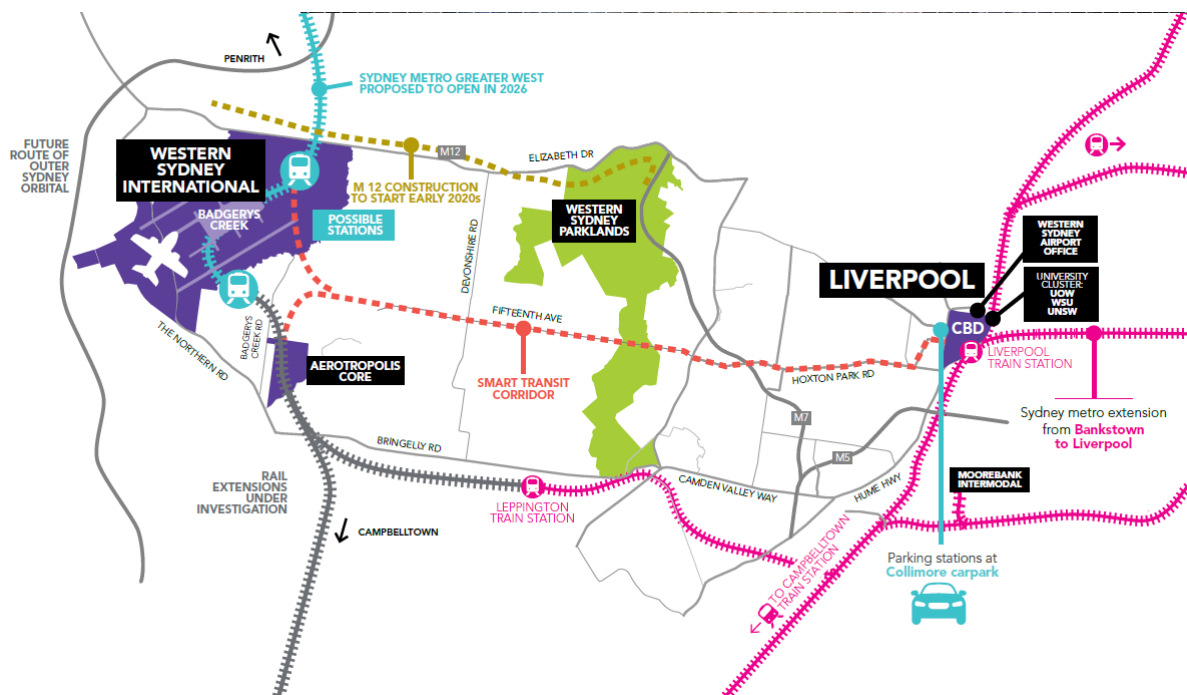 PENRITH
SYDNEY METRO GREATER WEST
PROPOSED TO OPEN IN 2026
FUTURE
ROUTE OF
OUTER
SYDNEY
ORBITAL
WESTERN
SYDNEY
INTERNATIONAL
BADGERYS
CREEK
POSSIBLE
STATIONS
M12
M 12 CONSTRUCTION
TO START EARLY 2020s
ELIZABETH DR
WESTERN
SYDNEY
PARKLANDS
DEVONSHIRE RD
WESTERN
SYDNEY
AIRPORT
OFFICE
UNIVERSITY
CLUSTER:
UOW
WSU
UNSW
LIVERPOOL
CBD
LIVERPOOL
TRAIN STATION
FIFTEENTH AVE
SMART TRANSIT
CORRIDOR
HOXTON PARK RD
BADGERYS
CREEK RD
THE NORTHERN RD
AEROTROPOLIS
CORE
Sydney metro extension
from Bankstown
to Liverpool
M7
M5
BRINGELLY RD
CAMDEN VALLEY WAY
HUME HWY
MOOREBANK
INTERMODAL
RAIL
EXTENSIONS
UNDER
INVESTIGATION
LEPPINGTON
TRAIN STATION
CAMPBELLTOWN
TO CAMPBELLTOWN
TRAIN STATION
Parking stations at
Collimore carpark